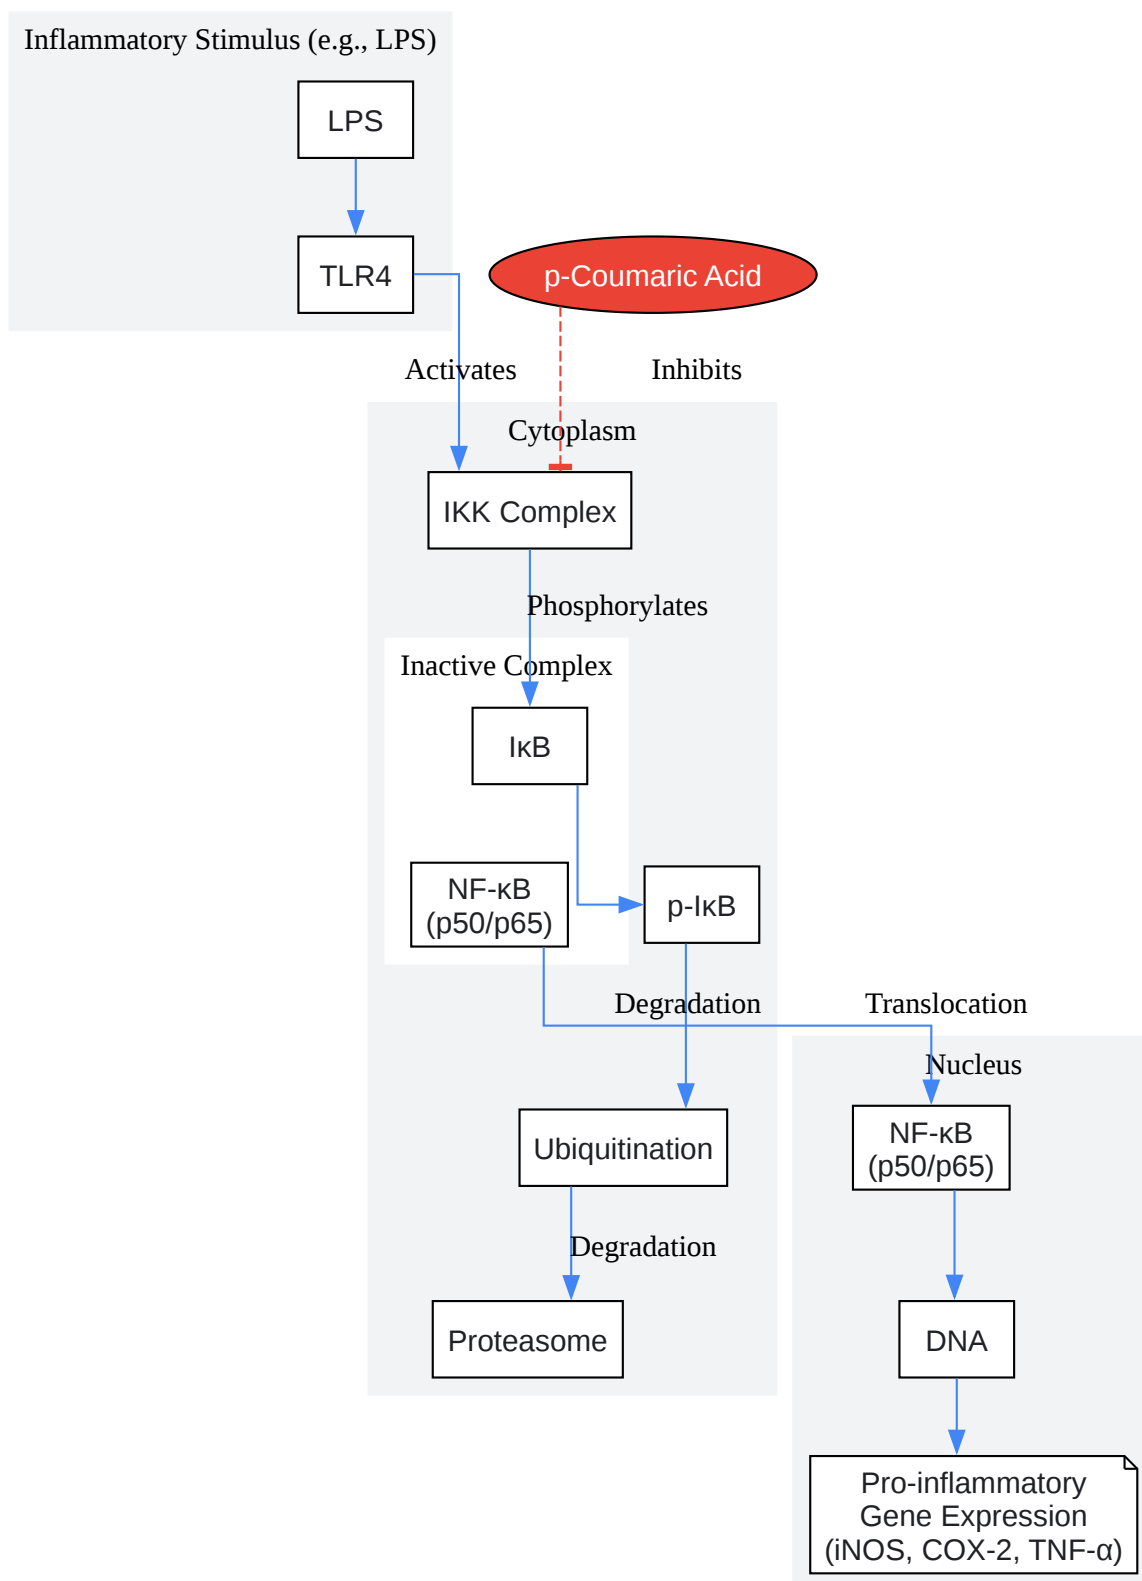 Inflammatory Stimulus (e.g., LPS)
LPS
TLR4
p-Coumaric Acid
Activates
Inhibits
Cytoplasm
IKK Complex
Phosphorylates
Inactive Complex
IκB
NF-κB
(p50/p65)
p-IκB
Degradation
Translocation
Nucleus
Ubiquitination
NF-κB
(p50/p65)
Degradation
Proteasome
DNA
Pro-inflammatory
Gene Expression
(iNOS, COX-2, TNF-α)